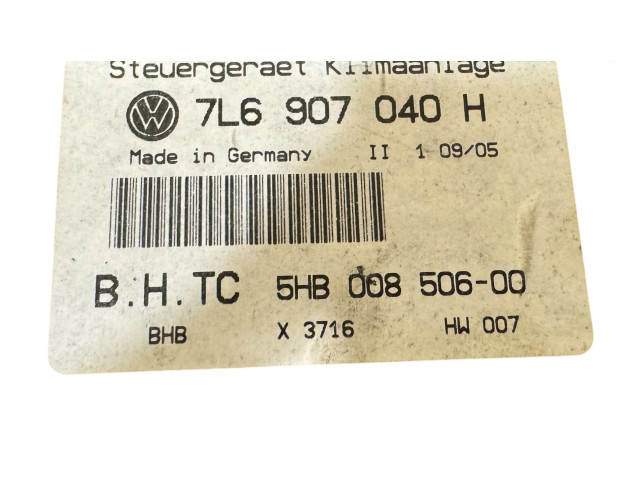 Steuergeraet Klimaanlage
7L6 907 040 H
Made in Germany II 1 09/05
B.H.TC 5HB 008 506-00
BHB X 3716 HW 007